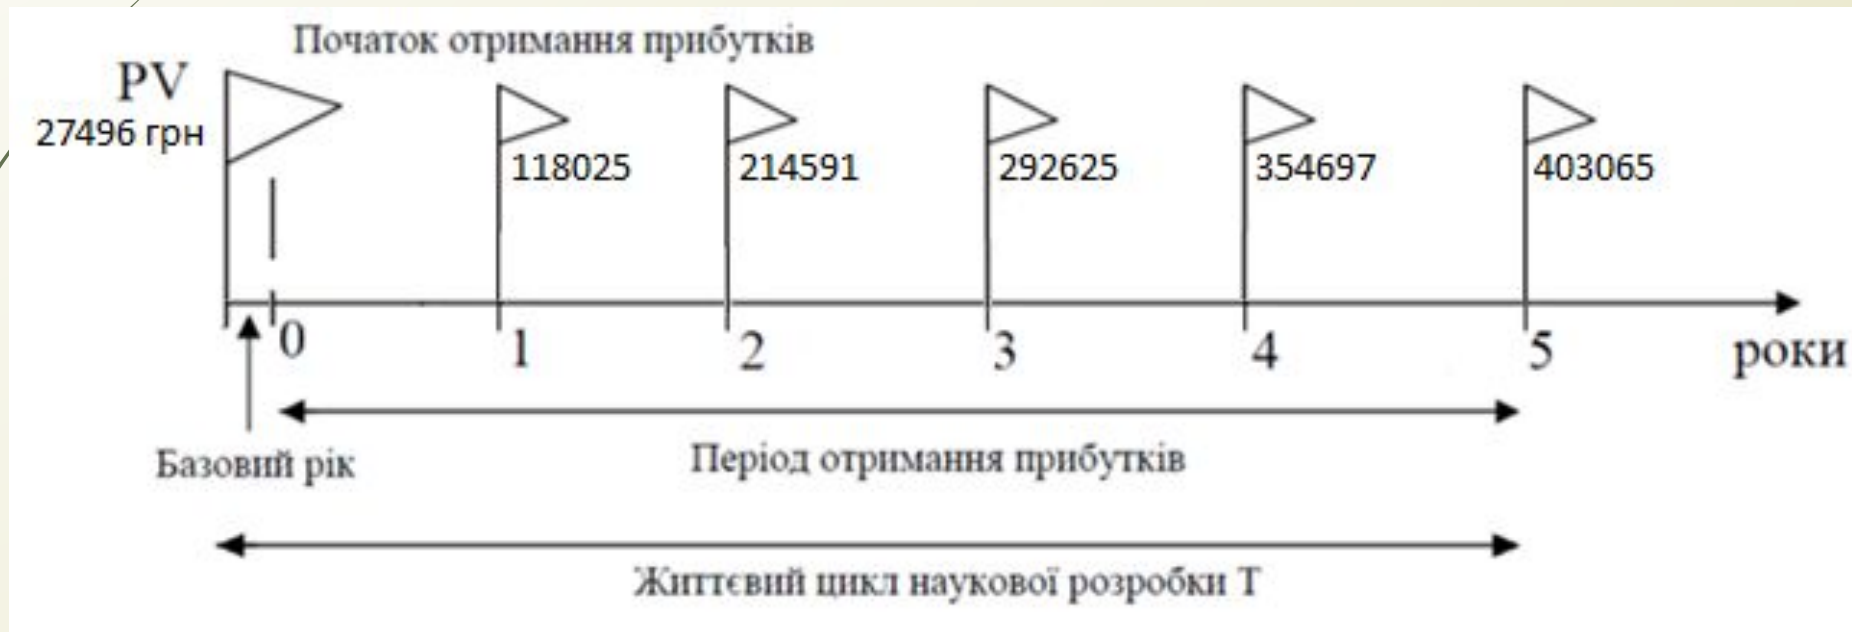 Початок отримання прибутків
PV
27496 грн
118025
214591
292625
354697
403065
0
1
2
3
4
5
роки
Базовий рік
Період отримання прибутків
Життєвий цикл наукової розробки Т